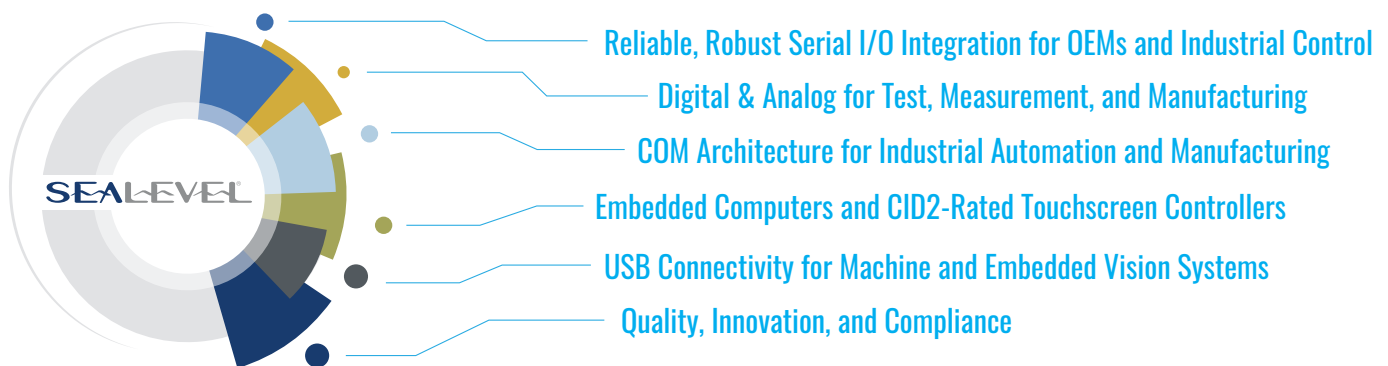 Reliable, Robust Serial I/O Integration for OEMs and Industrial Control
Digital & Analog for Test, Measurement, and Manufacturing
COM Architecture for Industrial Automation and Manufacturing
SEALEVEL®
Embedded Computers and CID2-Rated Touchscreen Controllers
USB Connectivity for Machine and Embedded Vision Systems
Quality, Innovation, and Compliance